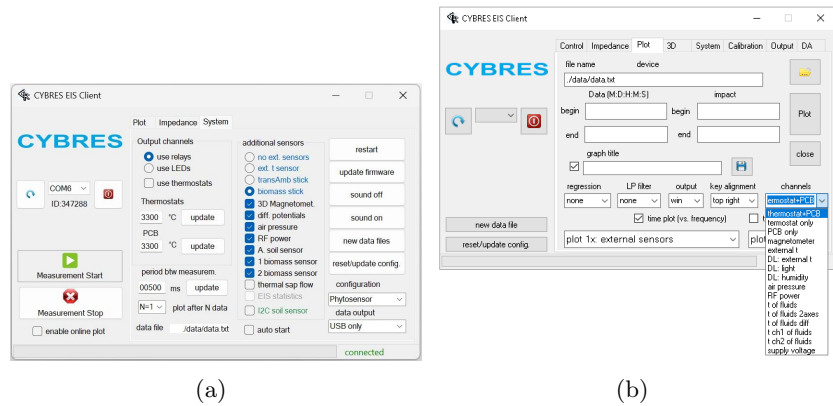 CYBRES EIS Client
Plot Impedance System
CYBRES
COM6
ID:347288
Measurement Start
Measurement Stop
enable online plot
Output channels
use relays
use LEDs
use thermostats
Thermostats
3300 °C update
PCB
3300 °C update
period btw measurem.
00500 ms update
N=1 plot after N data
data file ./data/data.txt
additional sensors
no ext. sensors
ext. t sensor
transAmb stick
biomass stick
3D Magnetomet.
diff. potentials
air pressure
RF power
A. soil sensor
1 biomass sensor
2 biomass sensor
thermal sap flow
EIS statistics
I2C soil sensor
auto start
restart
update firmware
sound off
sound on
new data files
reset/update config.
configuration
Phytosensor
data output
USB only
connected
(a)
CYBRES EIS Client
Control Impedance Plot 3D System Calibration Output DA
CYBRES
new data file
reset/update config.
file name device
./data/data.txt
Data (M:D:H:M:S) impact
begin begin
end end
graph title
Plot
close
regression LP filter output key alignment channels
none none win top right ermostat+PCB
time plot (vs. frequency) t
plot 1x: external sensors plot
thermostat+PCB
termostat only
PCB only
magnetometer
external t
DL: external t
DL: light
DL: humidity
air pressure
RF power
t of fluids
t of fluids 2axes
t of fluids diff
t ch1 of fluids
t ch2 of fluids
supply voltage
(b)